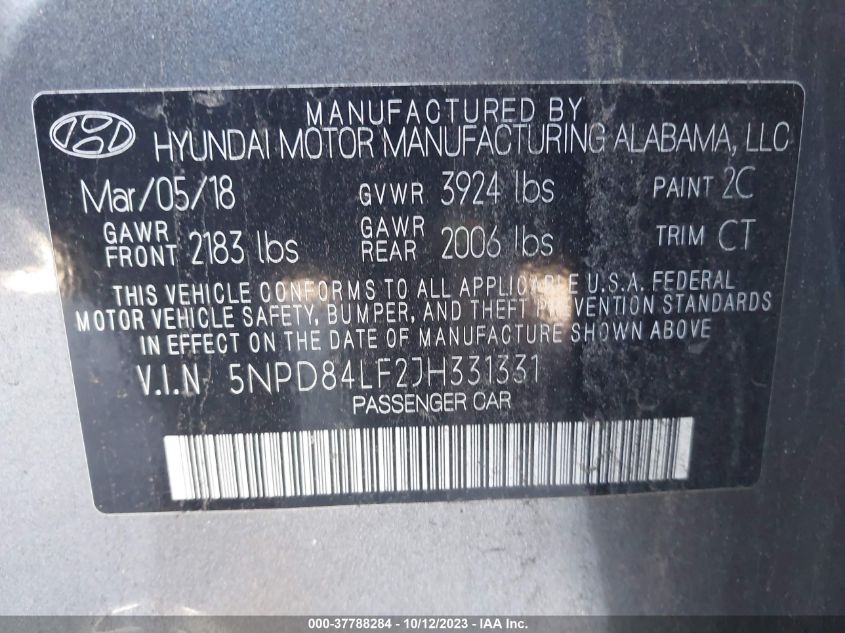 MANUFACTURED BY
HYUNDAI MOTOR MANUFACTURING ALABAMA, LLC
Mar/05/18 GVWR 3924 lbs PAINT 2C
GAWR FRONT 2183 lbs GAWR REAR 2006 lbs TRIM CT
THIS VEHICLE CONFORMS TO ALL APPLICABLE U.S.A. FEDERAL
MOTOR VEHICLE SAFETY, BUMPER, AND THEFT PREVENTION STANDARDS
IN EFFECT ON THE DATE OF MANUFACTURE SHOWN ABOVE
V.I.N 5NPD84LF2JH331331
PASSENGER CAR
000-37788284 - 10/12/2023 - IAA Inc.